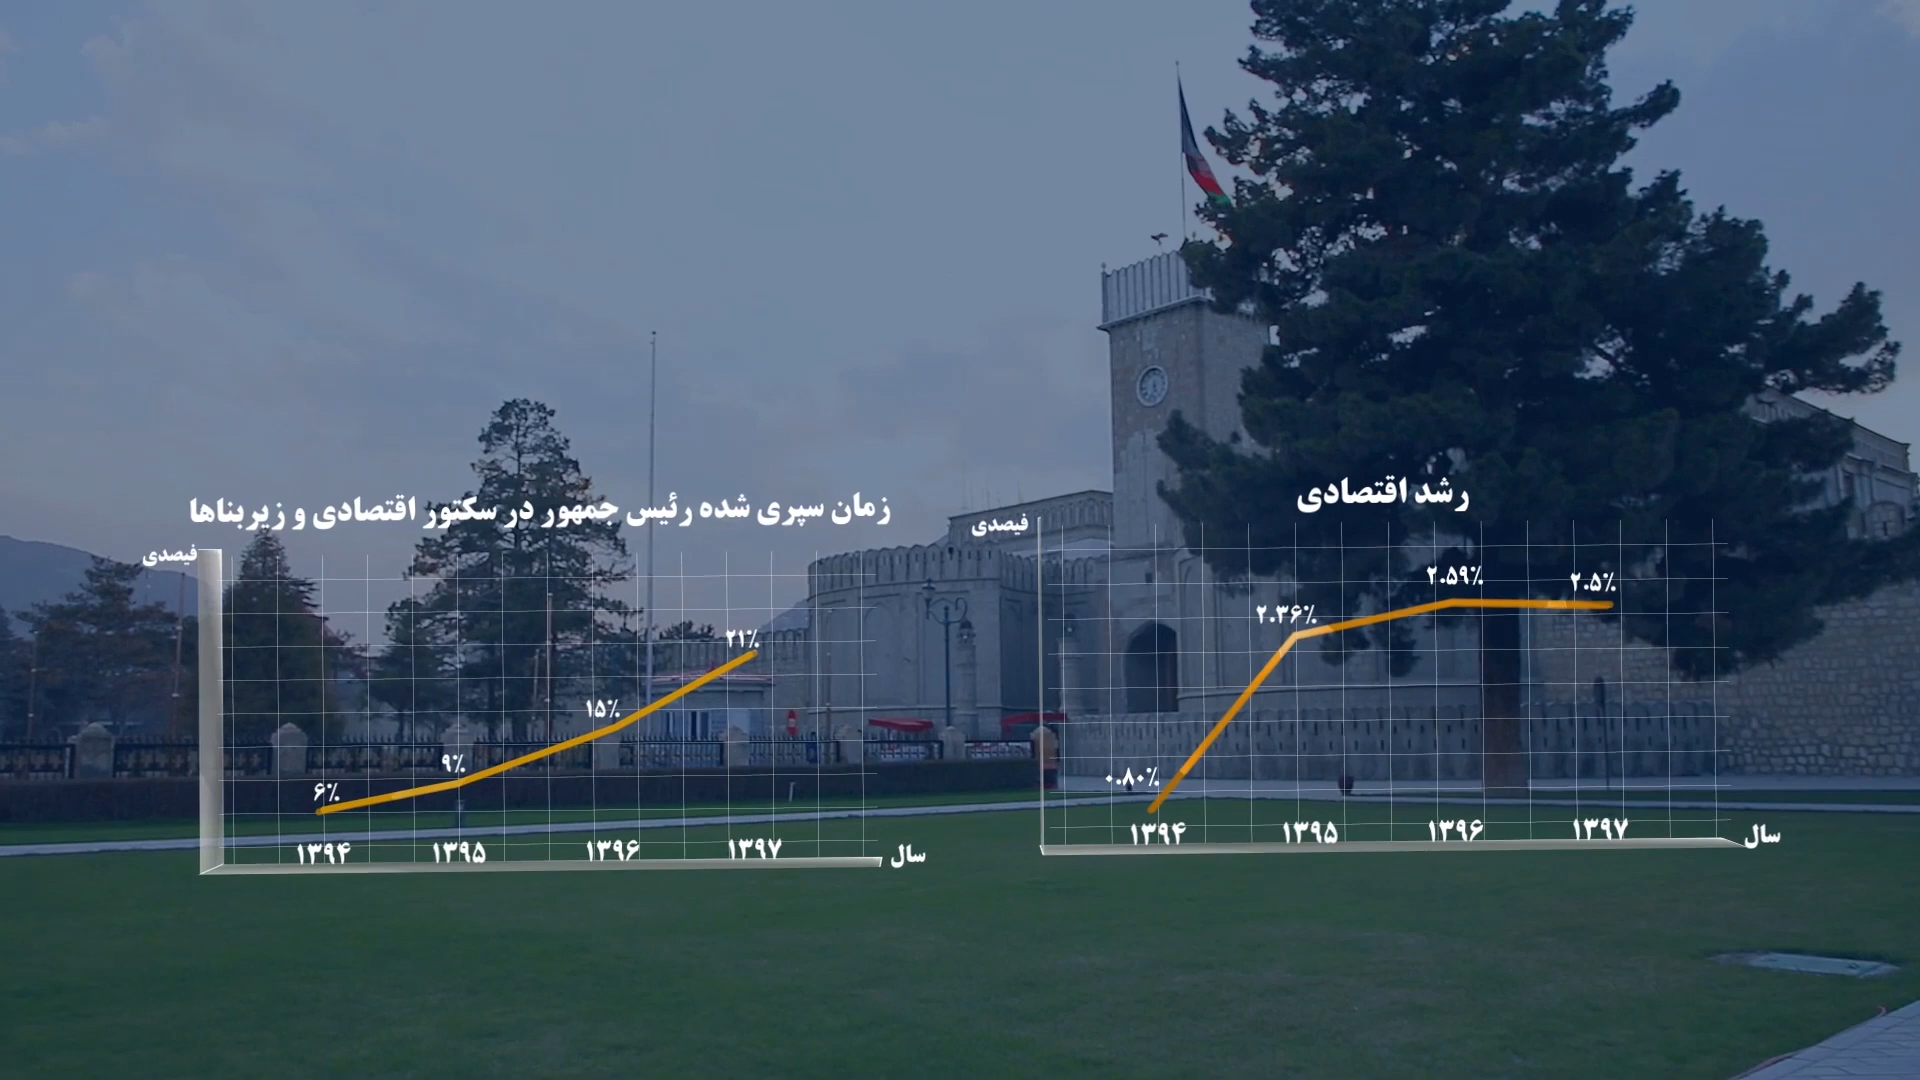 رشد اقتصادی
فیصدی
۲.۵۹٪
۲.۵٪
۲.۳۶٪
۰.۸۰٪
۱۳۹۴ ۱۳۹۵ ۱۳۹۶ ۱۳۹۷
سال
زمان سپری شده رئیس جمهور در سکتور اقتصادی و زیربناها
فیصدی
۲۱٪
۱۵٪
۹٪
۶٪
۱۳۹۴ ۱۳۹۵ ۱۳۹۶ ۱۳۹۷
سال